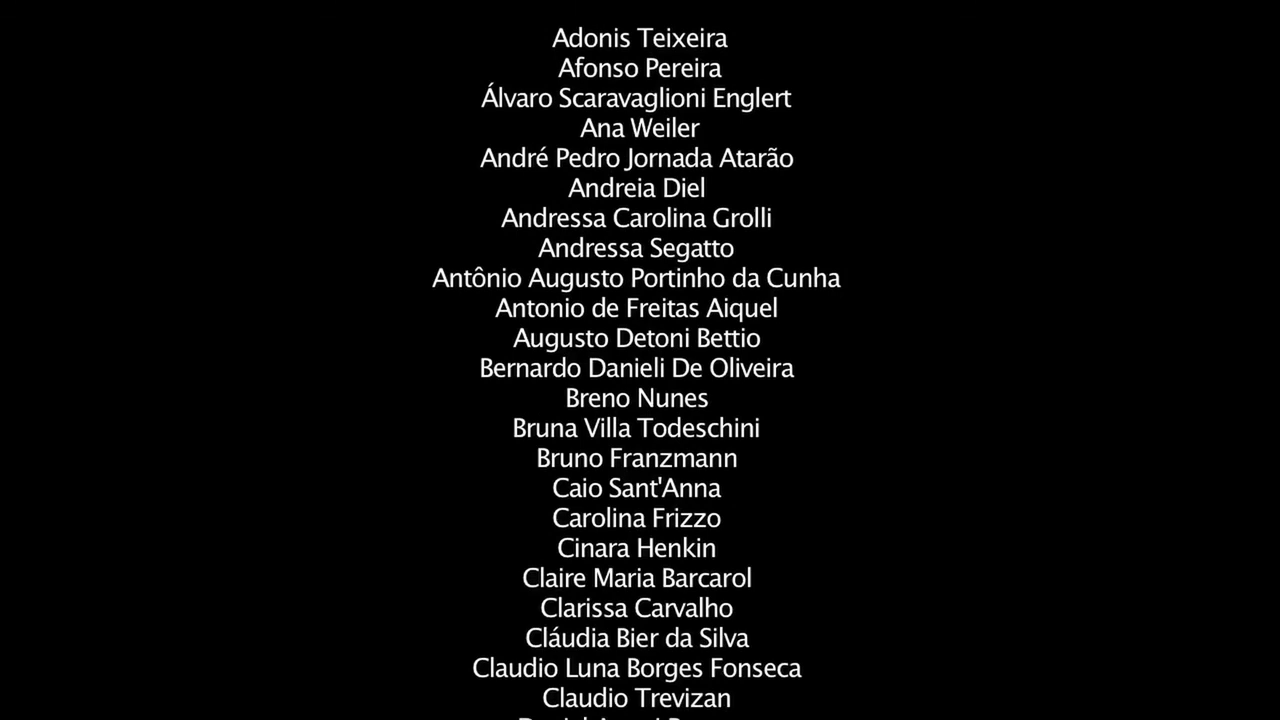 Adonis Teixeira
Afonso Pereira
Álvaro Scaravaglioni Englert
Ana Weiler
André Pedro Jornada Atarão
Andreia Diel
Andressa Carolina Grolli
Andressa Segatto
Antônio Augusto Portinho da Cunha
Antonio de Freitas Aiquel
Augusto Detoni Bettio
Bernardo Danieli De Oliveira
Breno Nunes
Bruna Villa Todeschini
Bruno Franzmann
Caio Sant'Anna
Carolina Frizzo
Cinara Henkin
Claire Maria Barcarol
Clarissa Carvalho
Cláudia Bier da Silva
Claudio Luna Borges Fonseca
Claudio Trevizan